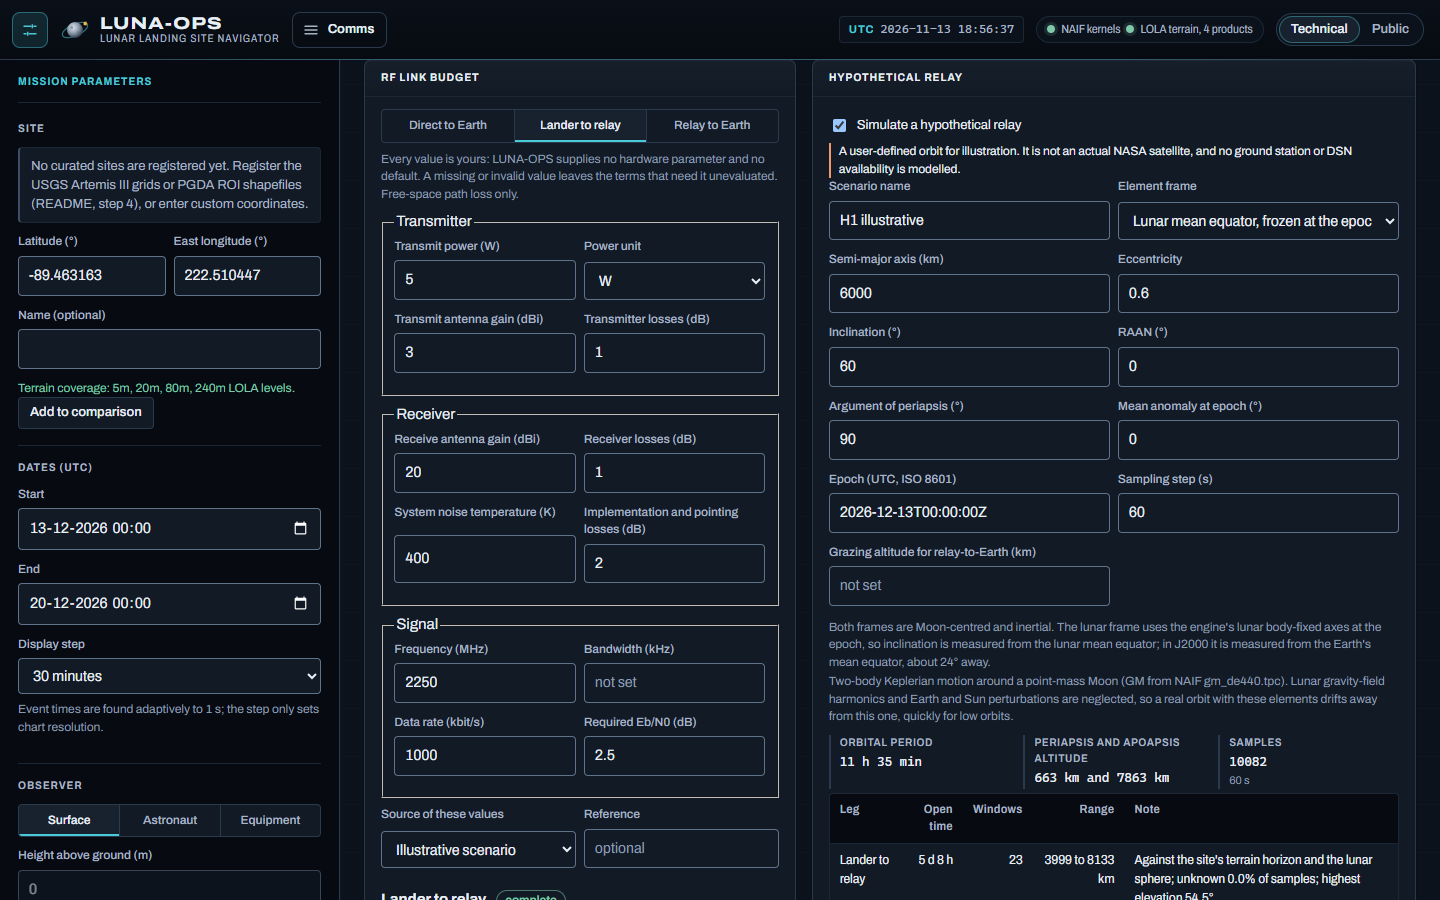 LUNA-OPS
LUNAR LANDING SITE NAVIGATOR
Comms
UTC 2026-11-13 18:56:37
NAIF kernels
LOLA terrain, 4 products
Technical
Public
MISSION PARAMETERS
SITE
No curated sites are registered yet. Register the
USGS Artemis III grids or PGDA ROI shapefiles
(README, step 4), or enter custom coordinates.
Latitude (°)
East longitude (°)
-89.463163
222.510447
Name (optional)
Terrain coverage: 5m, 20m, 80m, 240m LOLA levels.
Add to comparison
DATES (UTC)
Start
13-12-2026 00:00
End
20-12-2026 00:00
Display step
30 minutes
Event times are found adaptively to 1 s; the step only sets
chart resolution.
OBSERVER
Surface
Astronaut
Equipment
Height above ground (m)
0
RF LINK BUDGET
Direct to Earth
Lander to relay
Relay to Earth
Every value is yours: LUNA-OPS supplies no hardware parameter and no
default. A missing or invalid value leaves the terms that need it unevaluated.
Free-space path loss only.
Transmitter
Transmit power (W)
Power unit
5
W
Transmit antenna gain (dBi)
Transmitter losses (dB)
3
1
Receiver
Receive antenna gain (dBi)
Receiver losses (dB)
20
1
System noise temperature (K)
Implementation and pointing
losses (dB)
400
2
Signal
Frequency (MHz)
Bandwidth (kHz)
2250
not set
Data rate (kbit/s)
Required Eb/N0 (dB)
1000
2.5
Source of these values
Reference
Illustrative scenario
optional
Lander to relay
complete
HYPOTHETICAL RELAY
Simulate a hypothetical relay
A user-defined orbit for illustration. It is not an actual NASA satellite, and no ground station or DSN
availability is modelled.
Scenario name
Element frame
H1 illustrative
Lunar mean equator, frozen at the epoc
Semi-major axis (km)
Eccentricity
6000
0.6
Inclination (°)
RAAN (°)
60
0
Argument of periapsis (°)
Mean anomaly at epoch (°)
90
0
Epoch (UTC, ISO 8601)
Sampling step (s)
2026-12-13T00:00:00Z
60
Grazing altitude for relay-to-Earth (km)
not set
Both frames are Moon-centred and inertial. The lunar frame uses the engine's lunar body-fixed axes at the
epoch, so inclination is measured from the lunar mean equator; in J2000 it is measured from the Earth's
mean equator, about 24° away.
Two-body Keplerian motion around a point-mass Moon (GM from NAIF gm_de440.tpc). Lunar gravity-field
harmonics and Earth and Sun perturbations are neglected, so a real orbit with these elements drifts away
from this one, quickly for low orbits.
ORBITAL PERIOD
11 h 35 min
PERIAPSIS AND APOAPSIS
ALTITUDE
663 km and 7863 km
SAMPLES
10082
60 s
Leg
Open
time
Windows
Range
Note
Lander to
relay
5 d 8 h
23
3999 to 8133
km
Against the site's terrain horizon and the lunar
sphere; unknown 0.0% of samples; highest
elevation 54.5°